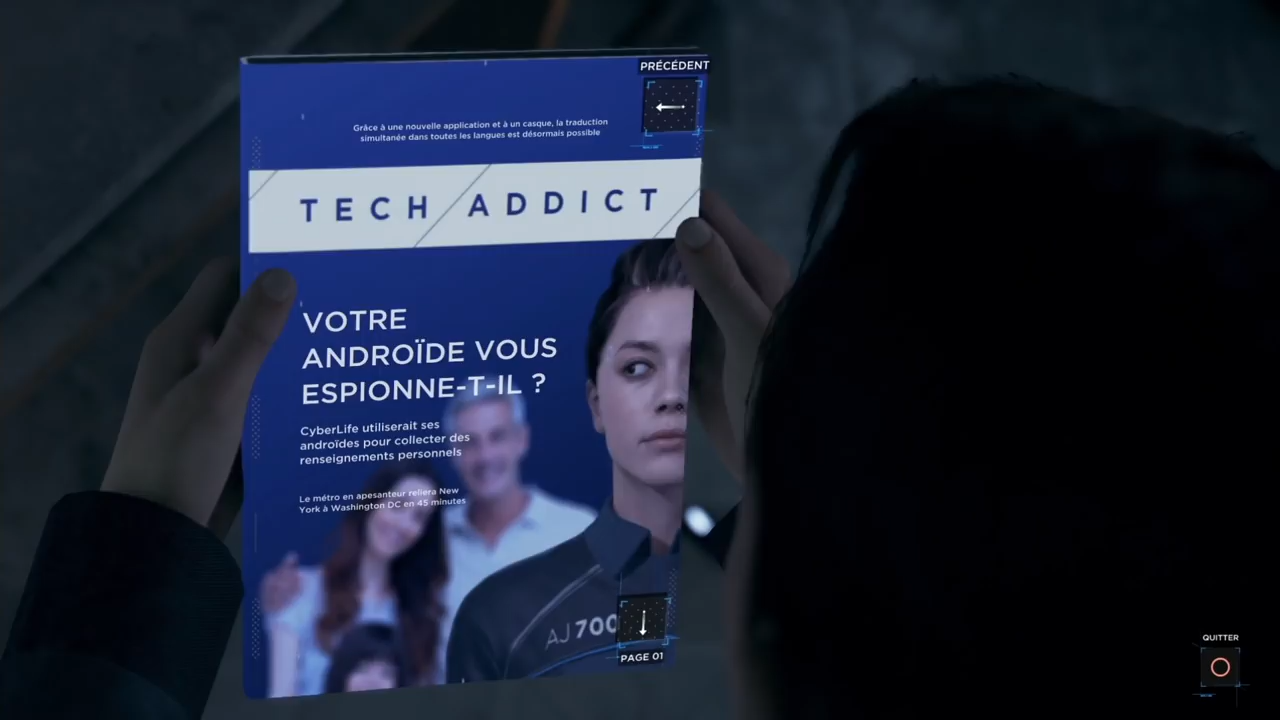 PRÉCÉDENT
Grâce à une nouvelle application et à un casque, la traduction
simultanée dans toutes les langues est désormais possible
TECH ADDICT
VOTRE
ANDROÏDE VOUS
ESPIONNE-T-IL ?
CyberLife utiliserait ses
androïdes pour collecter des
renseignements personnels
Le métro en apesanteur reliera New
York à Washington DC en 45 minutes
AJ700
PAGE 01
QUITTER